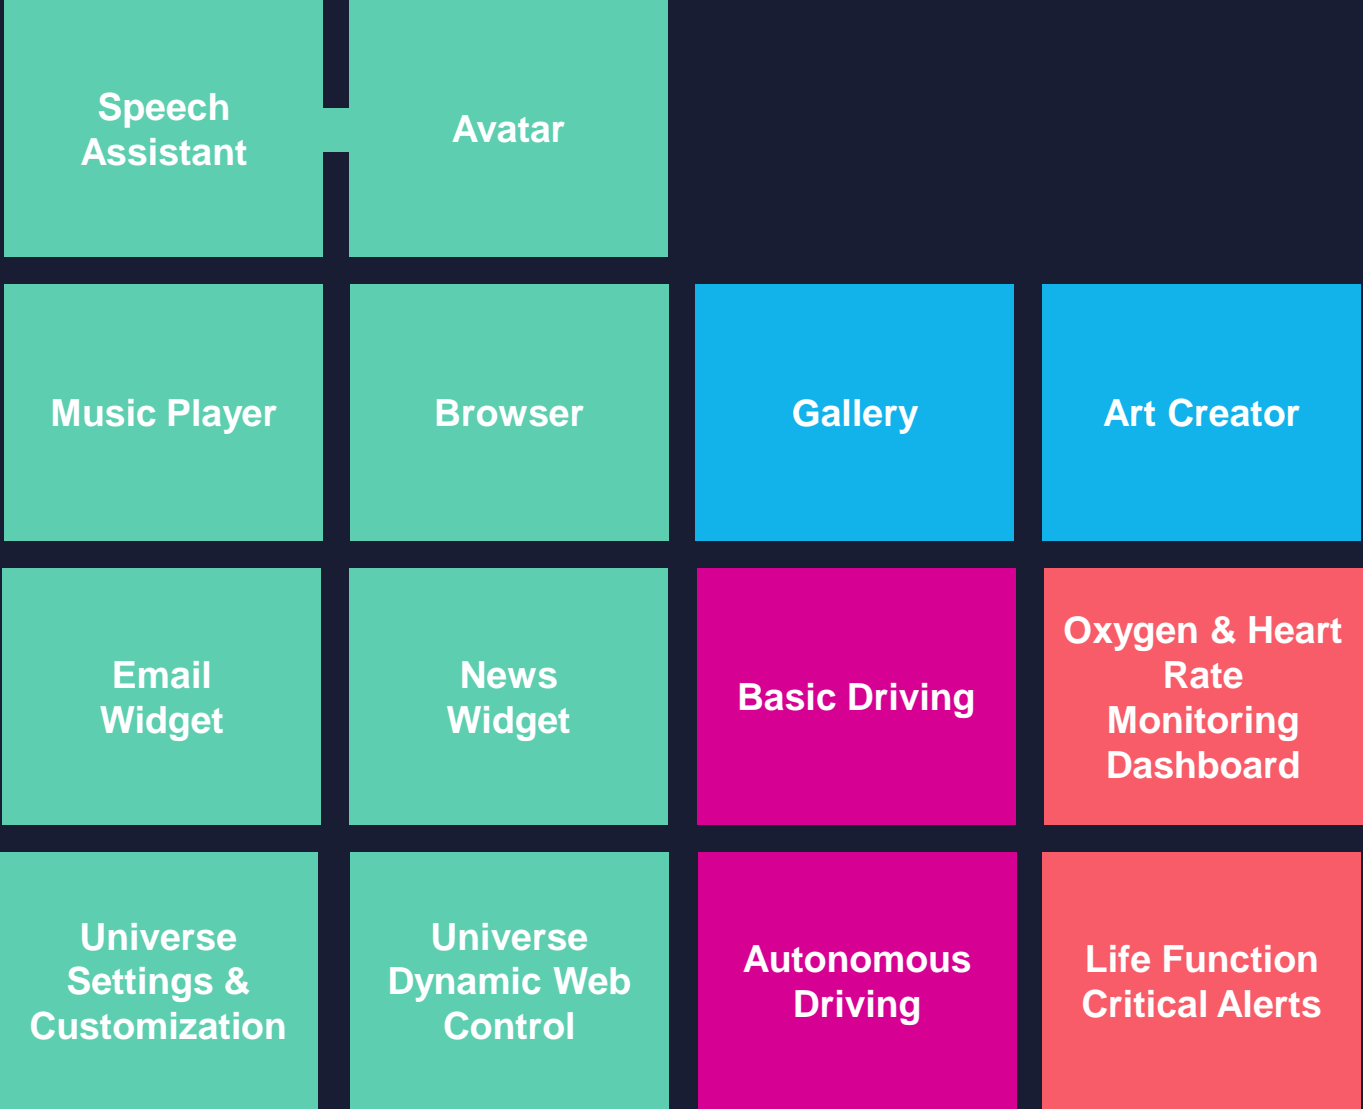 Speech
Assistant
Avatar
Music Player
Browser
Gallery
Art Creator
Email
Widget
News
Widget
Basic Driving
Oxygen & Heart
Rate
Monitoring
Dashboard
Universe
Settings &
Customization
Universe
Dynamic Web
Control
Autonomous
Driving
Life Function
Critical Alerts